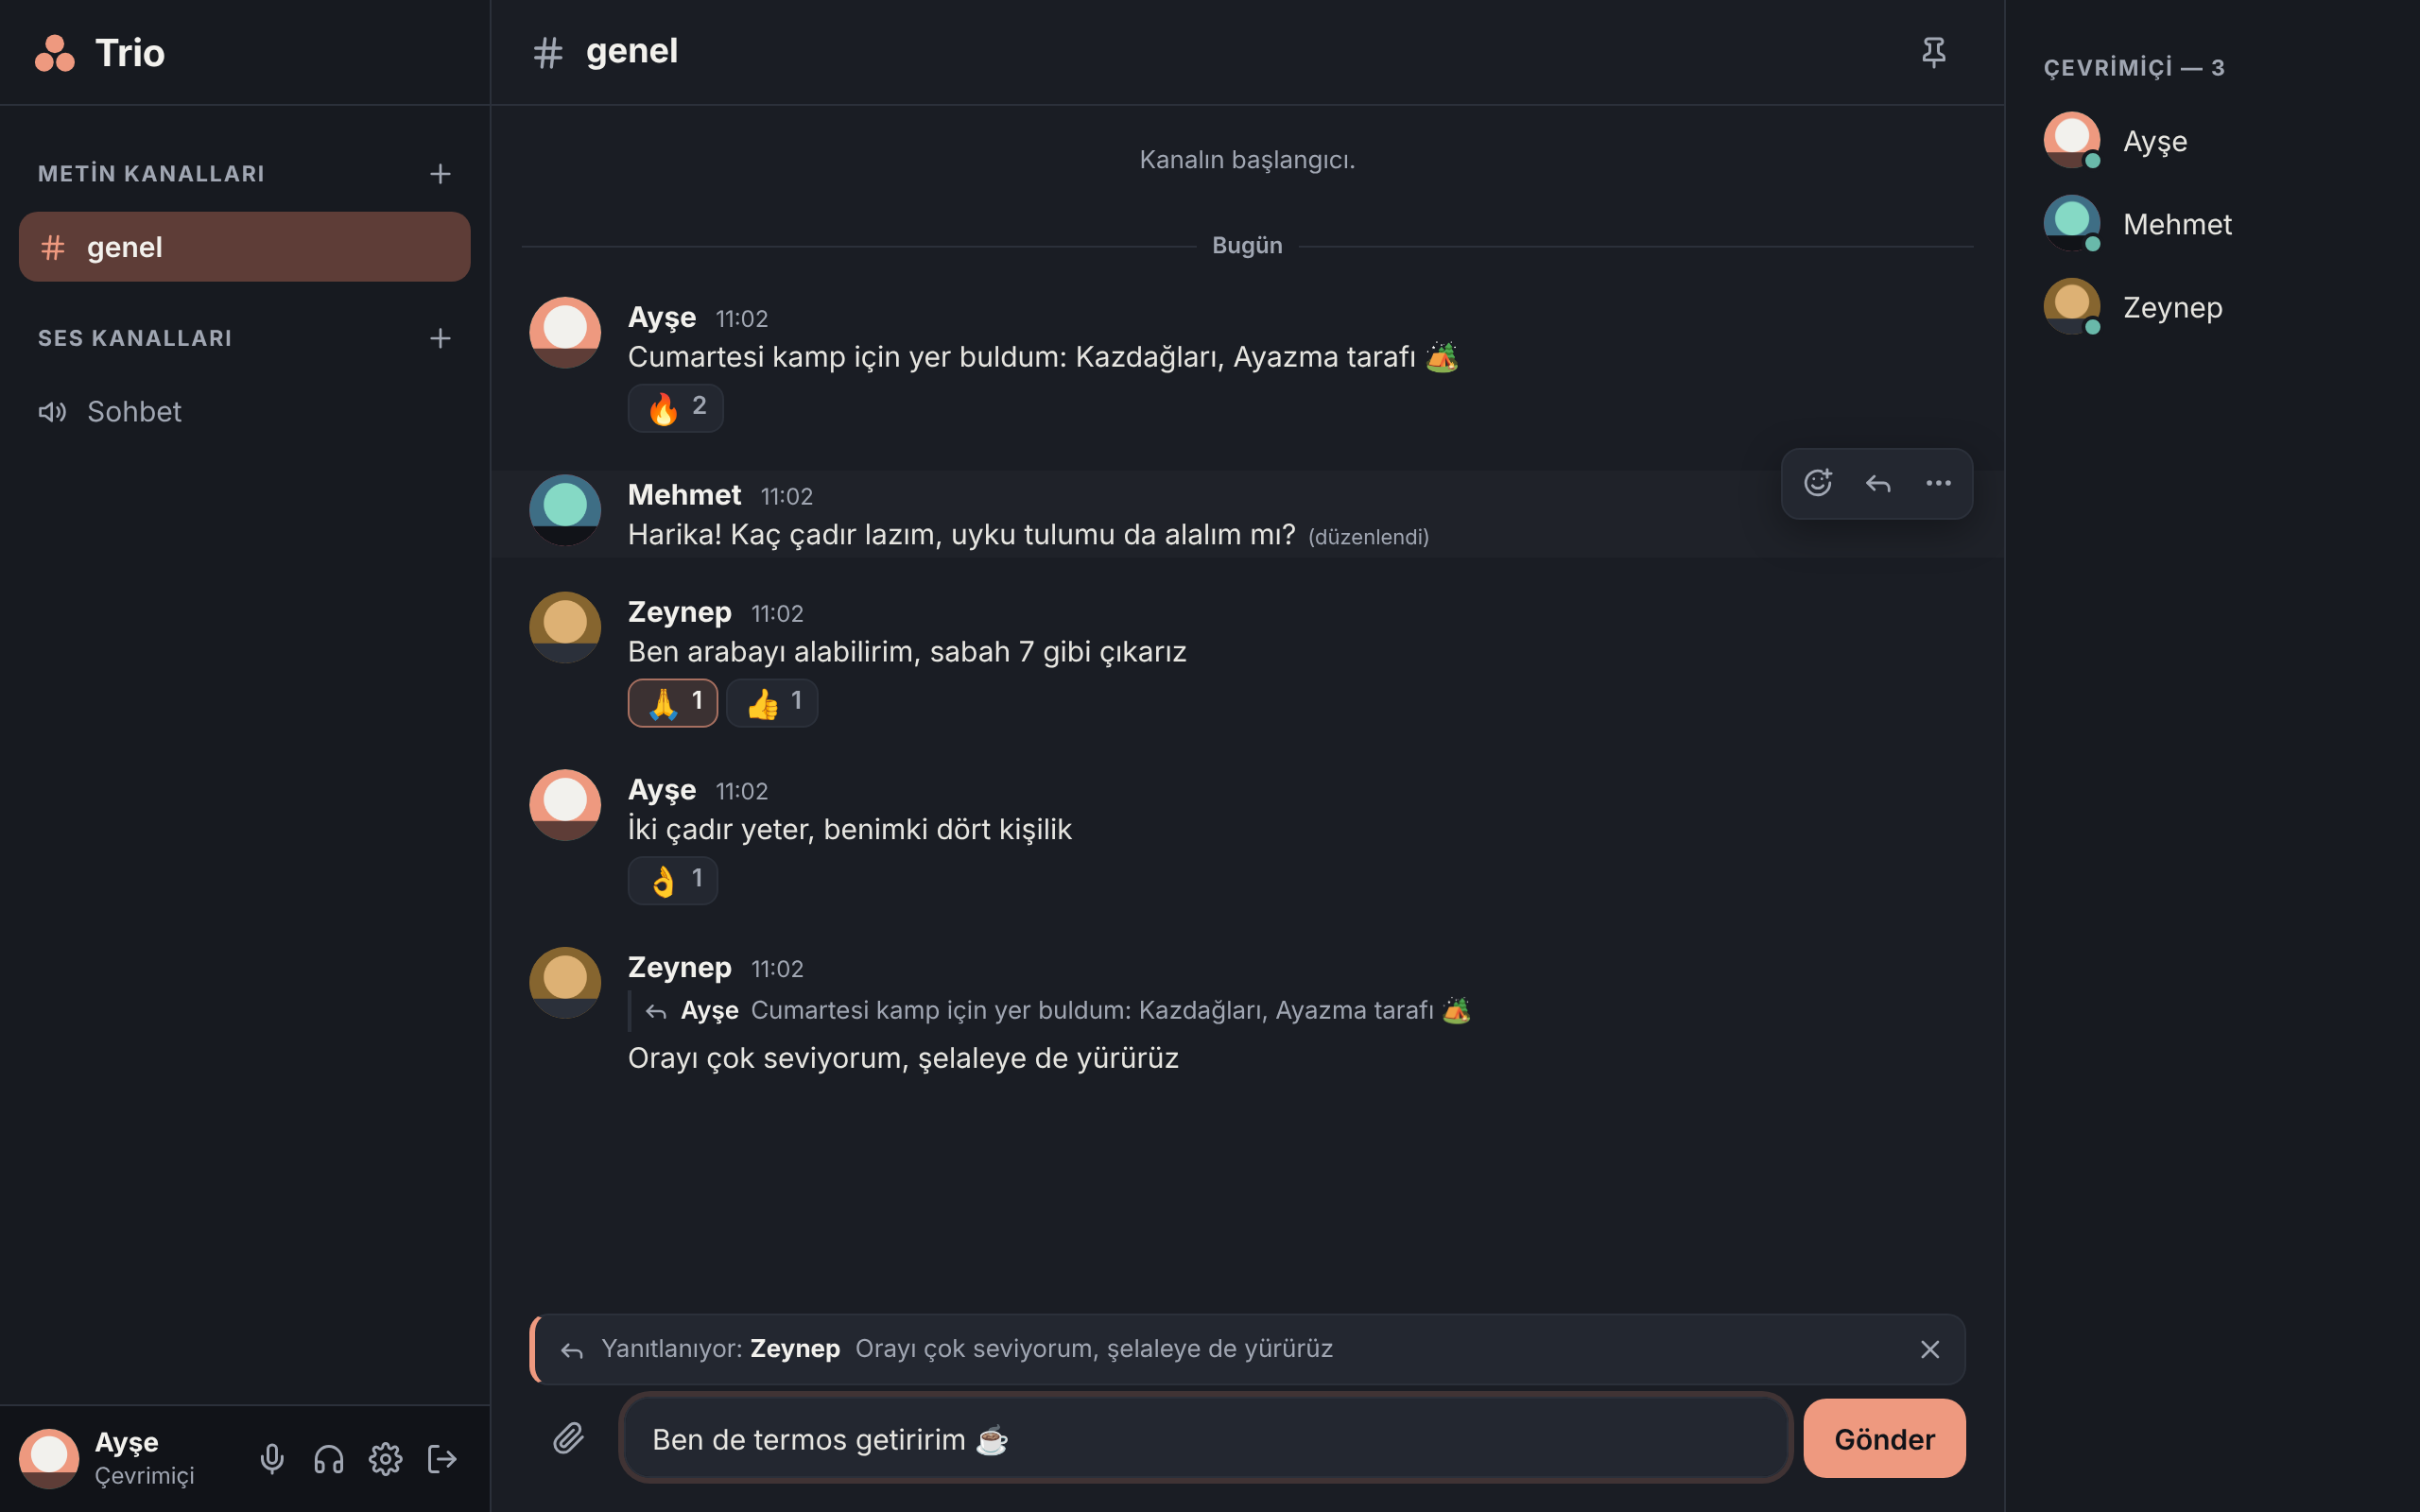 Trio
METİN KANALLARI
genel
SES KANALLARI
Sohbet
Ayşe
Çevrimiçi
# genel
Kanalın başlangıcı.
Bugün
Ayşe 11:02
Cumartesi kamp için yer buldum: Kazdağları, Ayazma tarafı 🏕️
🔥 2
Mehmet 11:02
Harika! Kaç çadır lazım, uyku tulumu da alalım mı? (düzenlendi)
Zeynep 11:02
Ben arabayı alabilirim, sabah 7 gibi çıkarız
🙏 1 👍 1
Ayşe 11:02
İki çadır yeter, benimki dört kişilik
👌 1
Zeynep 11:02
Ayşe Cumartesi kamp için yer buldum: Kazdağları, Ayazma tarafı 🏕️
Orayı çok seviyorum, şelaleye de yürürüz
Yanıtlanıyor: Zeynep Orayı çok seviyorum, şelaleye de yürürüz
Ben de termos getiririm ☕
Gönder
ÇEVRİMİÇİ — 3
Ayşe
Mehmet
Zeynep